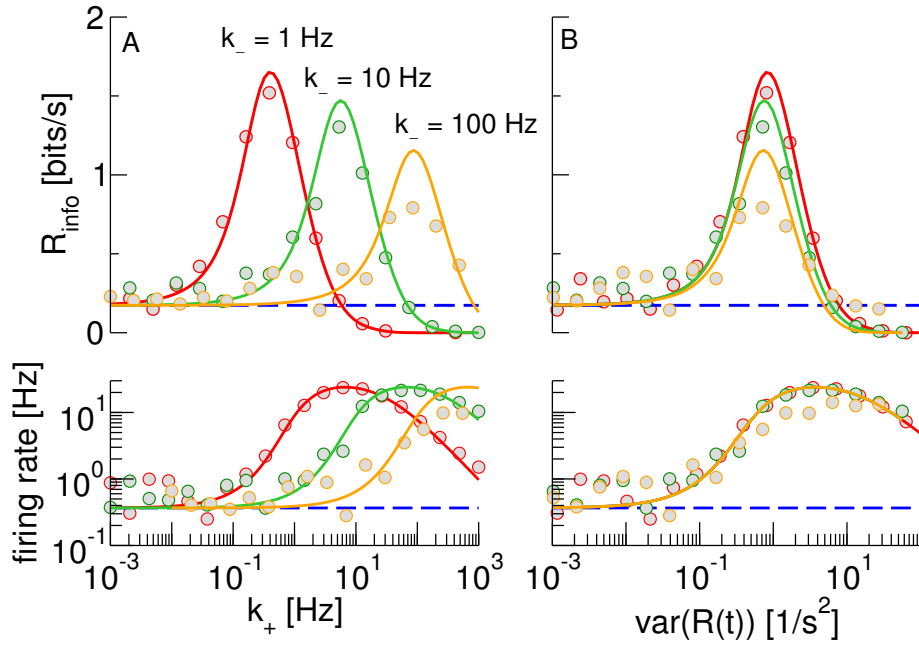 A
B
k_ = 1 Hz
k_ = 10 Hz
k_ = 100 Hz
R_info [bits/s]
2
1
0
firing rate [Hz]
10^1
10^0
10^-1
10^-3 10^-1 10^1 10^3
10^-3 10^-1 10^1
k_+ [Hz]
var(R(t)) [1/s^2]